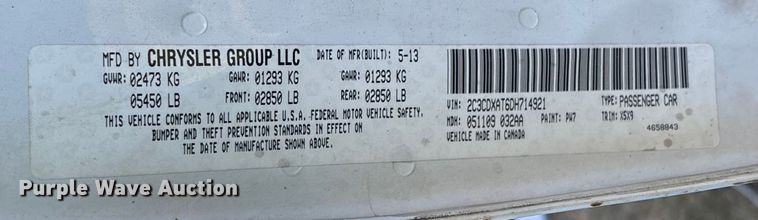 MFD BY CHRYSLER GROUP LLC DATE OF MFR(BUILT): 5-13
GVWR: 02473 KG GAWR: 01293 KG GAWR: 01293 KG
05450 LB FRONT: 02850 LB REAR: 02850 LB
THIS VEHICLE CONFORMS TO ALL APPLICABLE U.S.A. FEDERAL MOTOR VEHICLE SAFETY,
BUMPER AND THEFT PREVENTION STANDARDS IN EFFECT ON
THE DATE OF MANUFACTURE SHOWN ABOVE.
VIN: 2C3CDXAT6DH714921 TYPE: PASSENGER CAR
MDH: 051109 032AA PAINT: PW7 TRIM: X5X9
VEHICLE MADE IN CANADA 4658843
Purple Wave Auction
Purple Wave Auction